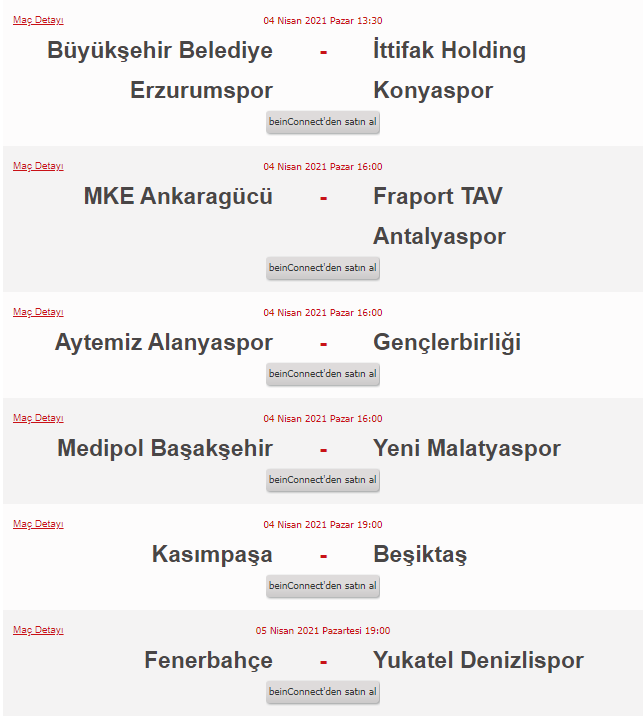 Maç Detayı 04 Nisan 2021 Pazar 13:30
Büyükşehir Belediye - İttifak Holding
Erzurumspor Konyaspor
beinConnect'den satın al
Maç Detayı 04 Nisan 2021 Pazar 16:00
MKE Ankaragücü - Fraport TAV
Antalyaspor
beinConnect'den satın al
Maç Detayı 04 Nisan 2021 Pazar 16:00
Aytemiz Alanyaspor - Gençlerbirliği
beinConnect'den satın al
Maç Detayı 04 Nisan 2021 Pazar 16:00
Medipol Başakşehir - Yeni Malatyaspor
beinConnect'den satın al
Maç Detayı 04 Nisan 2021 Pazar 19:00
Kasımpaşa - Beşiktaş
beinConnect'den satın al
Maç Detayı 05 Nisan 2021 Pazartesi 19:00
Fenerbahçe - Yukatel Denizlispor
beinConnect'den satın al